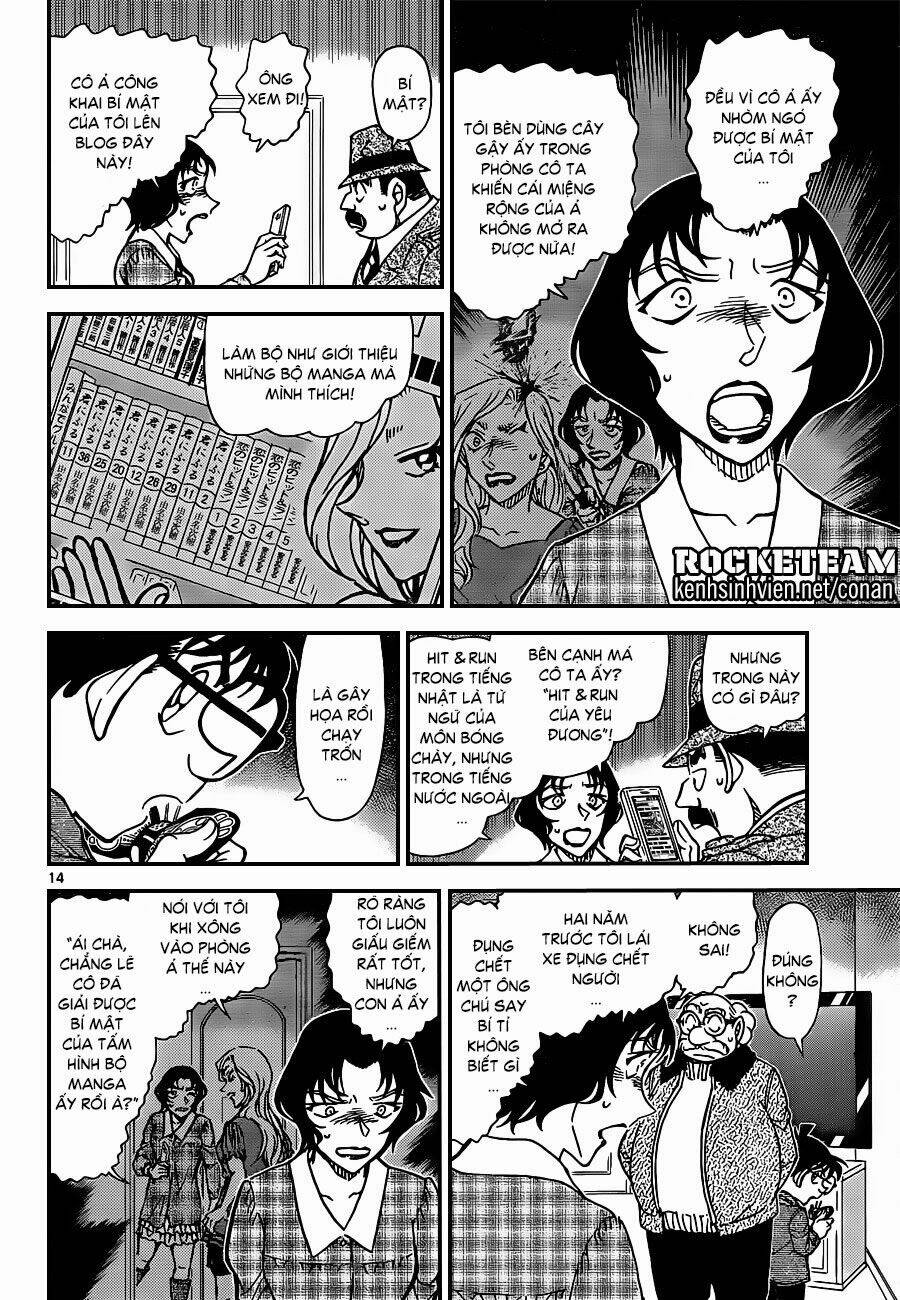 ĐỀU VÌ CÔ Ả ẤY
NHÒM NGÓ
ĐƯỢC BÍ MẬT
CỦA TÔI
...
TÔI BÈN DÙNG CÂY
GẬY ẤY TRONG
PHÒNG CÔ TA
KHIẾN CÁI MIỆNG
RỘNG CỦA Ả
KHÔNG MỞ RA
ĐƯỢC NỮA!
BÍ
MẬT?
ÔNG
XEM ĐI!
CÔ Ả CÔNG
KHAI BÍ MẬT
CỦA TÔI LÊN
BLOG ĐÂY
NÀY!
LÀM BỘ NHƯ GIỚI THIỆU
NHỮNG BỘ MANGA MÀ
MÌNH THÍCH!
ROCKETEAM
kenhsinhvien.net/conan
NHƯNG
TRONG NÀY
CÓ GÌ ĐÂU?
BÊN CẠNH MÁ
CÔ TA ẤY?
"HIT & RUN
CỦA YÊU
ĐƯƠNG"!
HIT & RUN
TRONG TIẾNG
NHẬT LÀ TỪ
NGỮ CỦA
MÔN BÓNG
CHÀY, NHƯNG
TRONG TIẾNG
NƯỚC NGOÀI
...
LÀ GÂY
HỌA RỒI
CHẠY
TRỐN
...
14
ĐÚNG
KHÔNG
?
KHÔNG
SAI!
HAI NĂM
TRƯỚC TÔI LÁI
XE ĐỤNG CHẾT
NGƯỜI
...
ĐỤNG CHẾT
MỘT ÔNG
CHÚ SAY
BÍ TỈ
KHÔNG
BIẾT GÌ
...
RÕ RÀNG
TÔI LUÔN
GIẤU GIẾM
RẤT TỐT,
NHƯNG
CON Ả ẤY
...
NÓI VỚI TÔI
KHI XÔNG
VÀO PHÒNG
Ả THẾ NÀY
...
"ÁI CHÀ,
CHẲNG LẼ
CÔ ĐÃ
GIẢI ĐƯỢC
BÍ MẬT
CỦA TẤM
HÌNH BỘ
MANGA
ẤY RỒI À?"